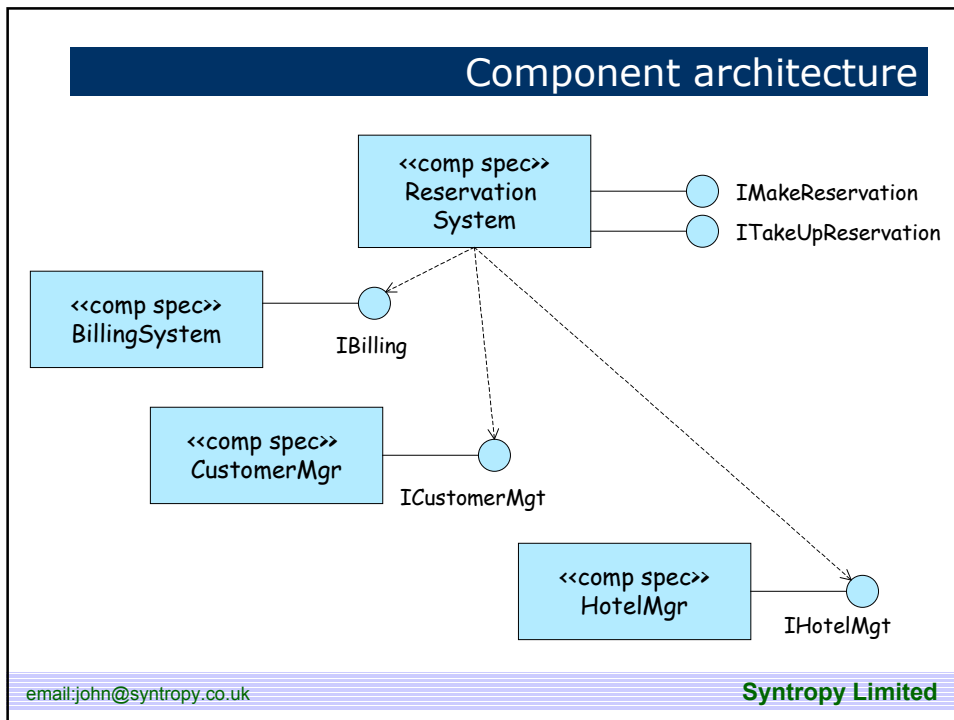 Component architecture
<<comp spec>>
Reservation
System
IMakeReservation
ITakeUpReservation
<<comp spec>>
BillingSystem
IBilling
<<comp spec>>
CustomerMgr
ICustomerMgt
<<comp spec>>
HotelMgr
IHotelMgt
email:john@syntropy.co.uk
Syntropy Limited